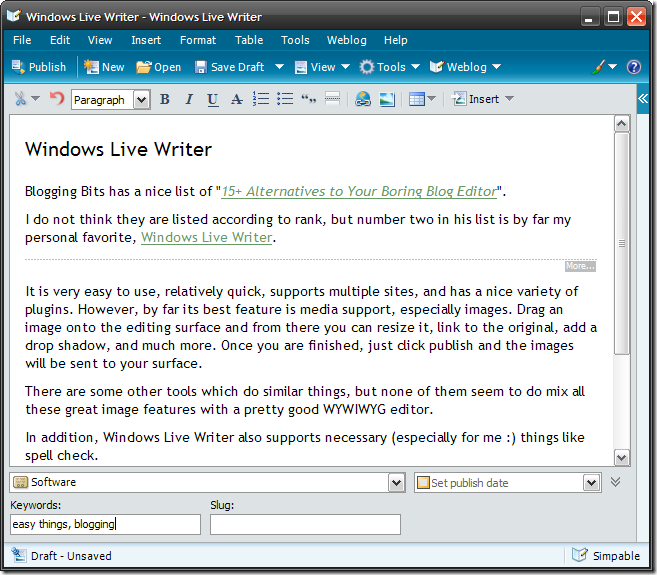 Windows Live Writer - Windows Live Writer
File Edit View Insert Format Table Tools Weblog Help
Publish New Open Save Draft View Tools Weblog
Paragraph B I U A Insert
Windows Live Writer
Blogging Bits has a nice list of "15+ Alternatives to Your Boring Blog Editor".
I do not think they are listed according to rank, but number two in his list is by far my
personal favorite, Windows Live Writer.
More...
It is very easy to use, relatively quick, supports multiple sites, and has a nice variety of
plugins. However, by far its best feature is media support, especially images. Drag an
image onto the editing surface and from there you can resize it, link to the original, add a
drop shadow, and much more. Once you are finished, just click publish and the images
will be sent to your surface.
There are some other tools which do similar things, but none of them seem to do mix all
these great image features with a pretty good WYWIWYG editor.
In addition, Windows Live Writer also supports necessary (especially for me :) things like
spell check.
Software Set publish date
Keywords: Slug:
easy things, blogging
Draft - Unsaved Simpable